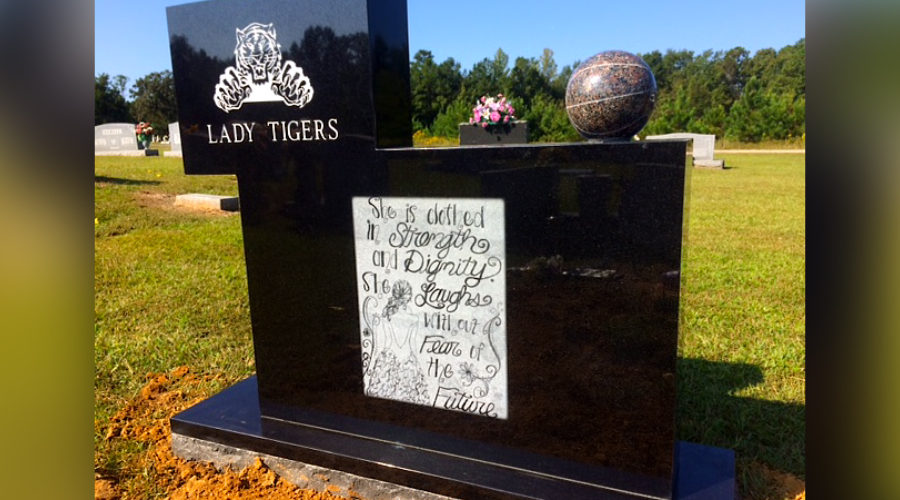 LADY TIGERS
She is clothed
in Strength
and Dignity.
She Laughs
without
Fear of
the
Future